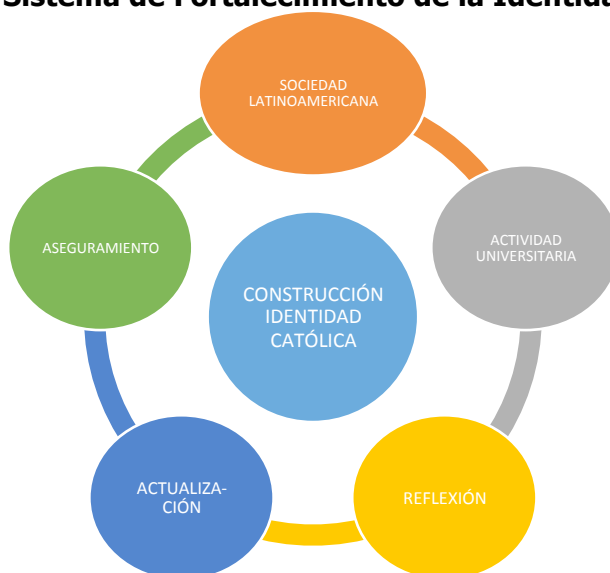 Sistema de Fortalecimiento de la
SOCIEDAD
LATINOAMERICANA
ACTIVIDAD
UNIVERSITARIA
ASEGURAMIENTO
CONSTRUCCIÓN
IDENTIDAD
CATÓLICA
ACTUALIZA-
CIÓN
REFLEXIÓN